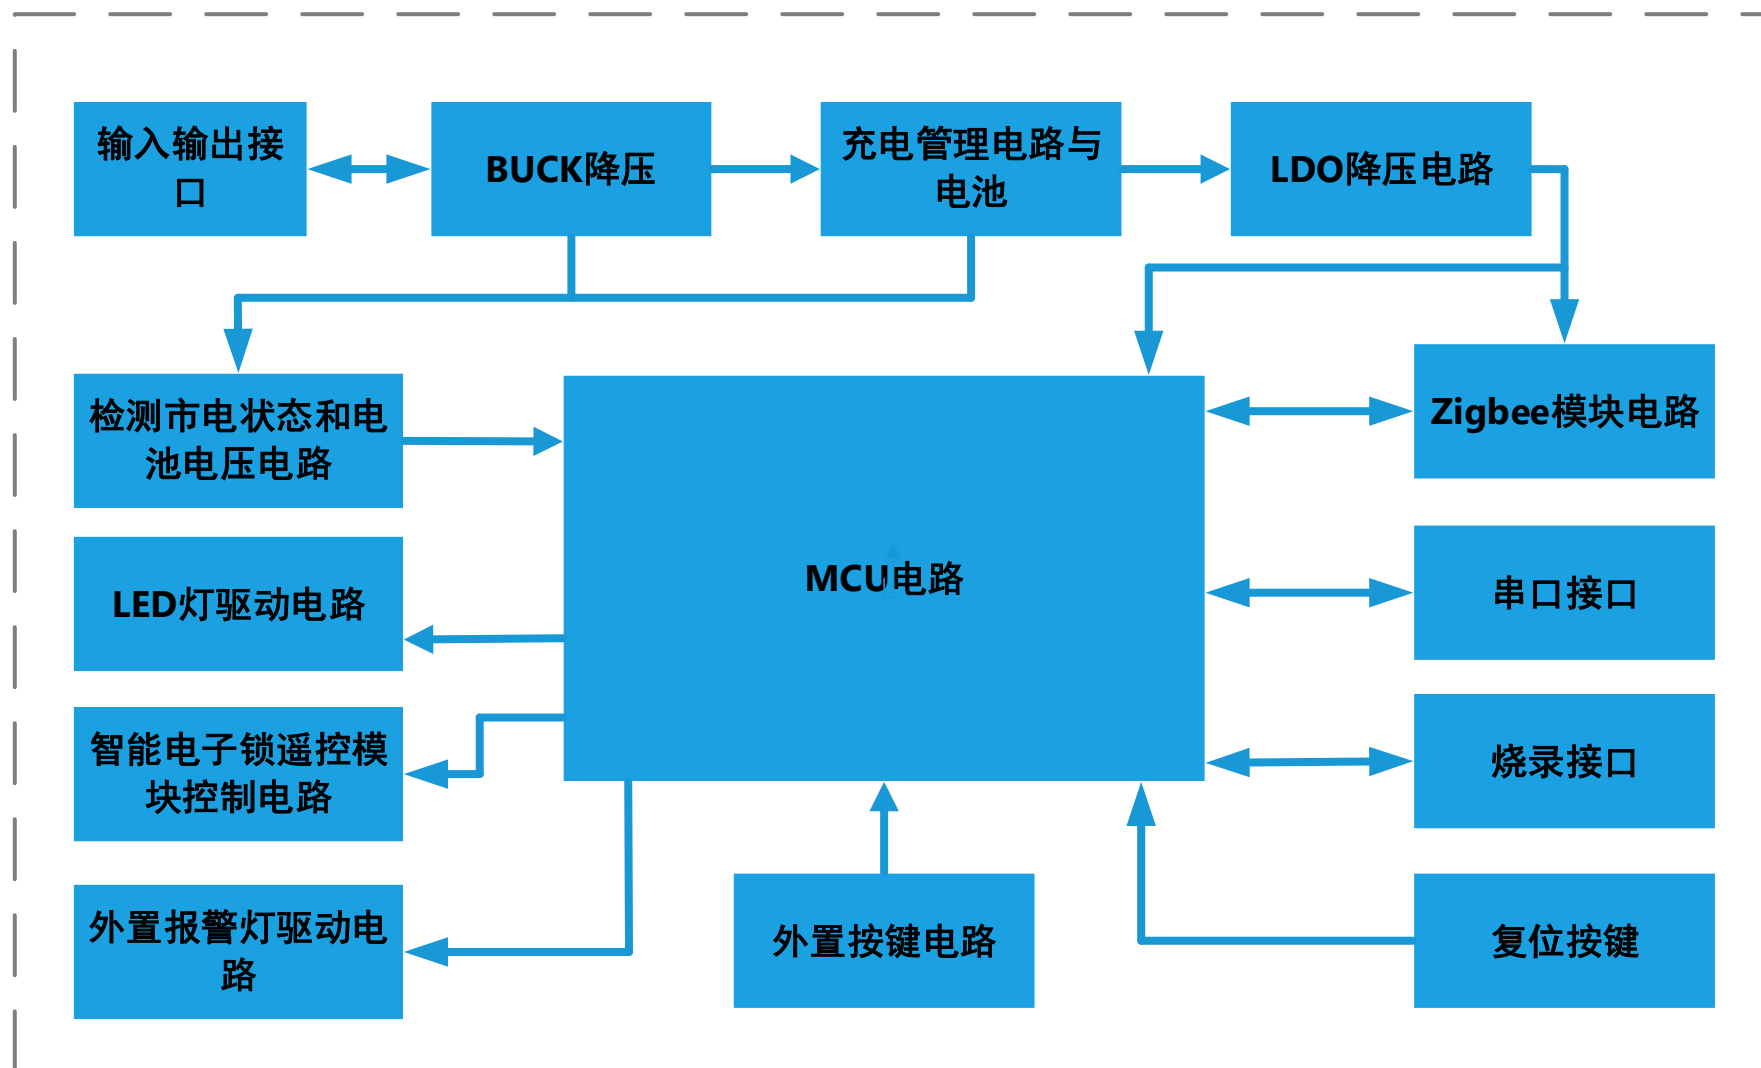 输入输出接
口
BUCK降压
充电管理电路与
电池
LDO降压电路
检测市电状态和电
池电压电路
Zigbee模块电路
MCU电路
LED灯驱动电路
串口接口
智能电子锁遥控模
块控制电路
烧录接口
外置报警灯驱动电
路
外置按键电路
复位按键